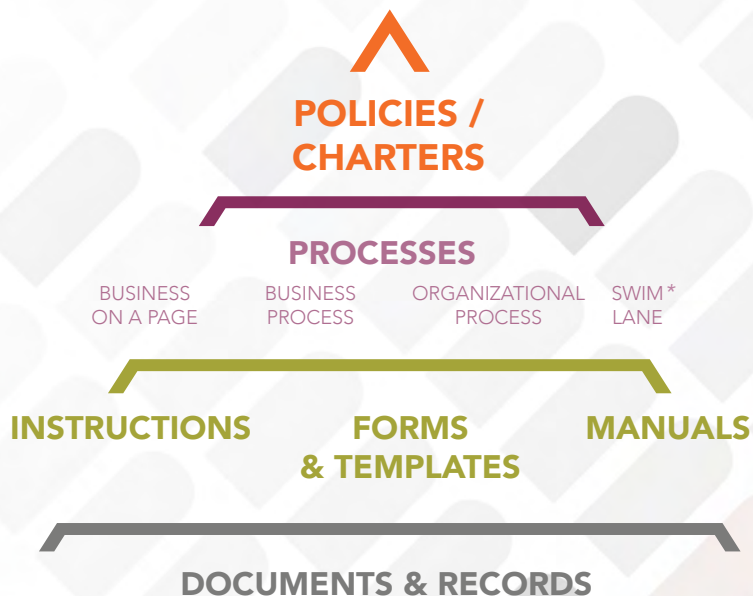 POLICIES /
CHARTERS
PROCESSES
BUSINESS
ON A PAGE
BUSINESS
PROCESS
ORGANIZATIONAL
PROCESS
SWIM*
LANE
INSTRUCTIONS
FORMS
& TEMPLATES
MANUALS
DOCUMENTS & RECORDS